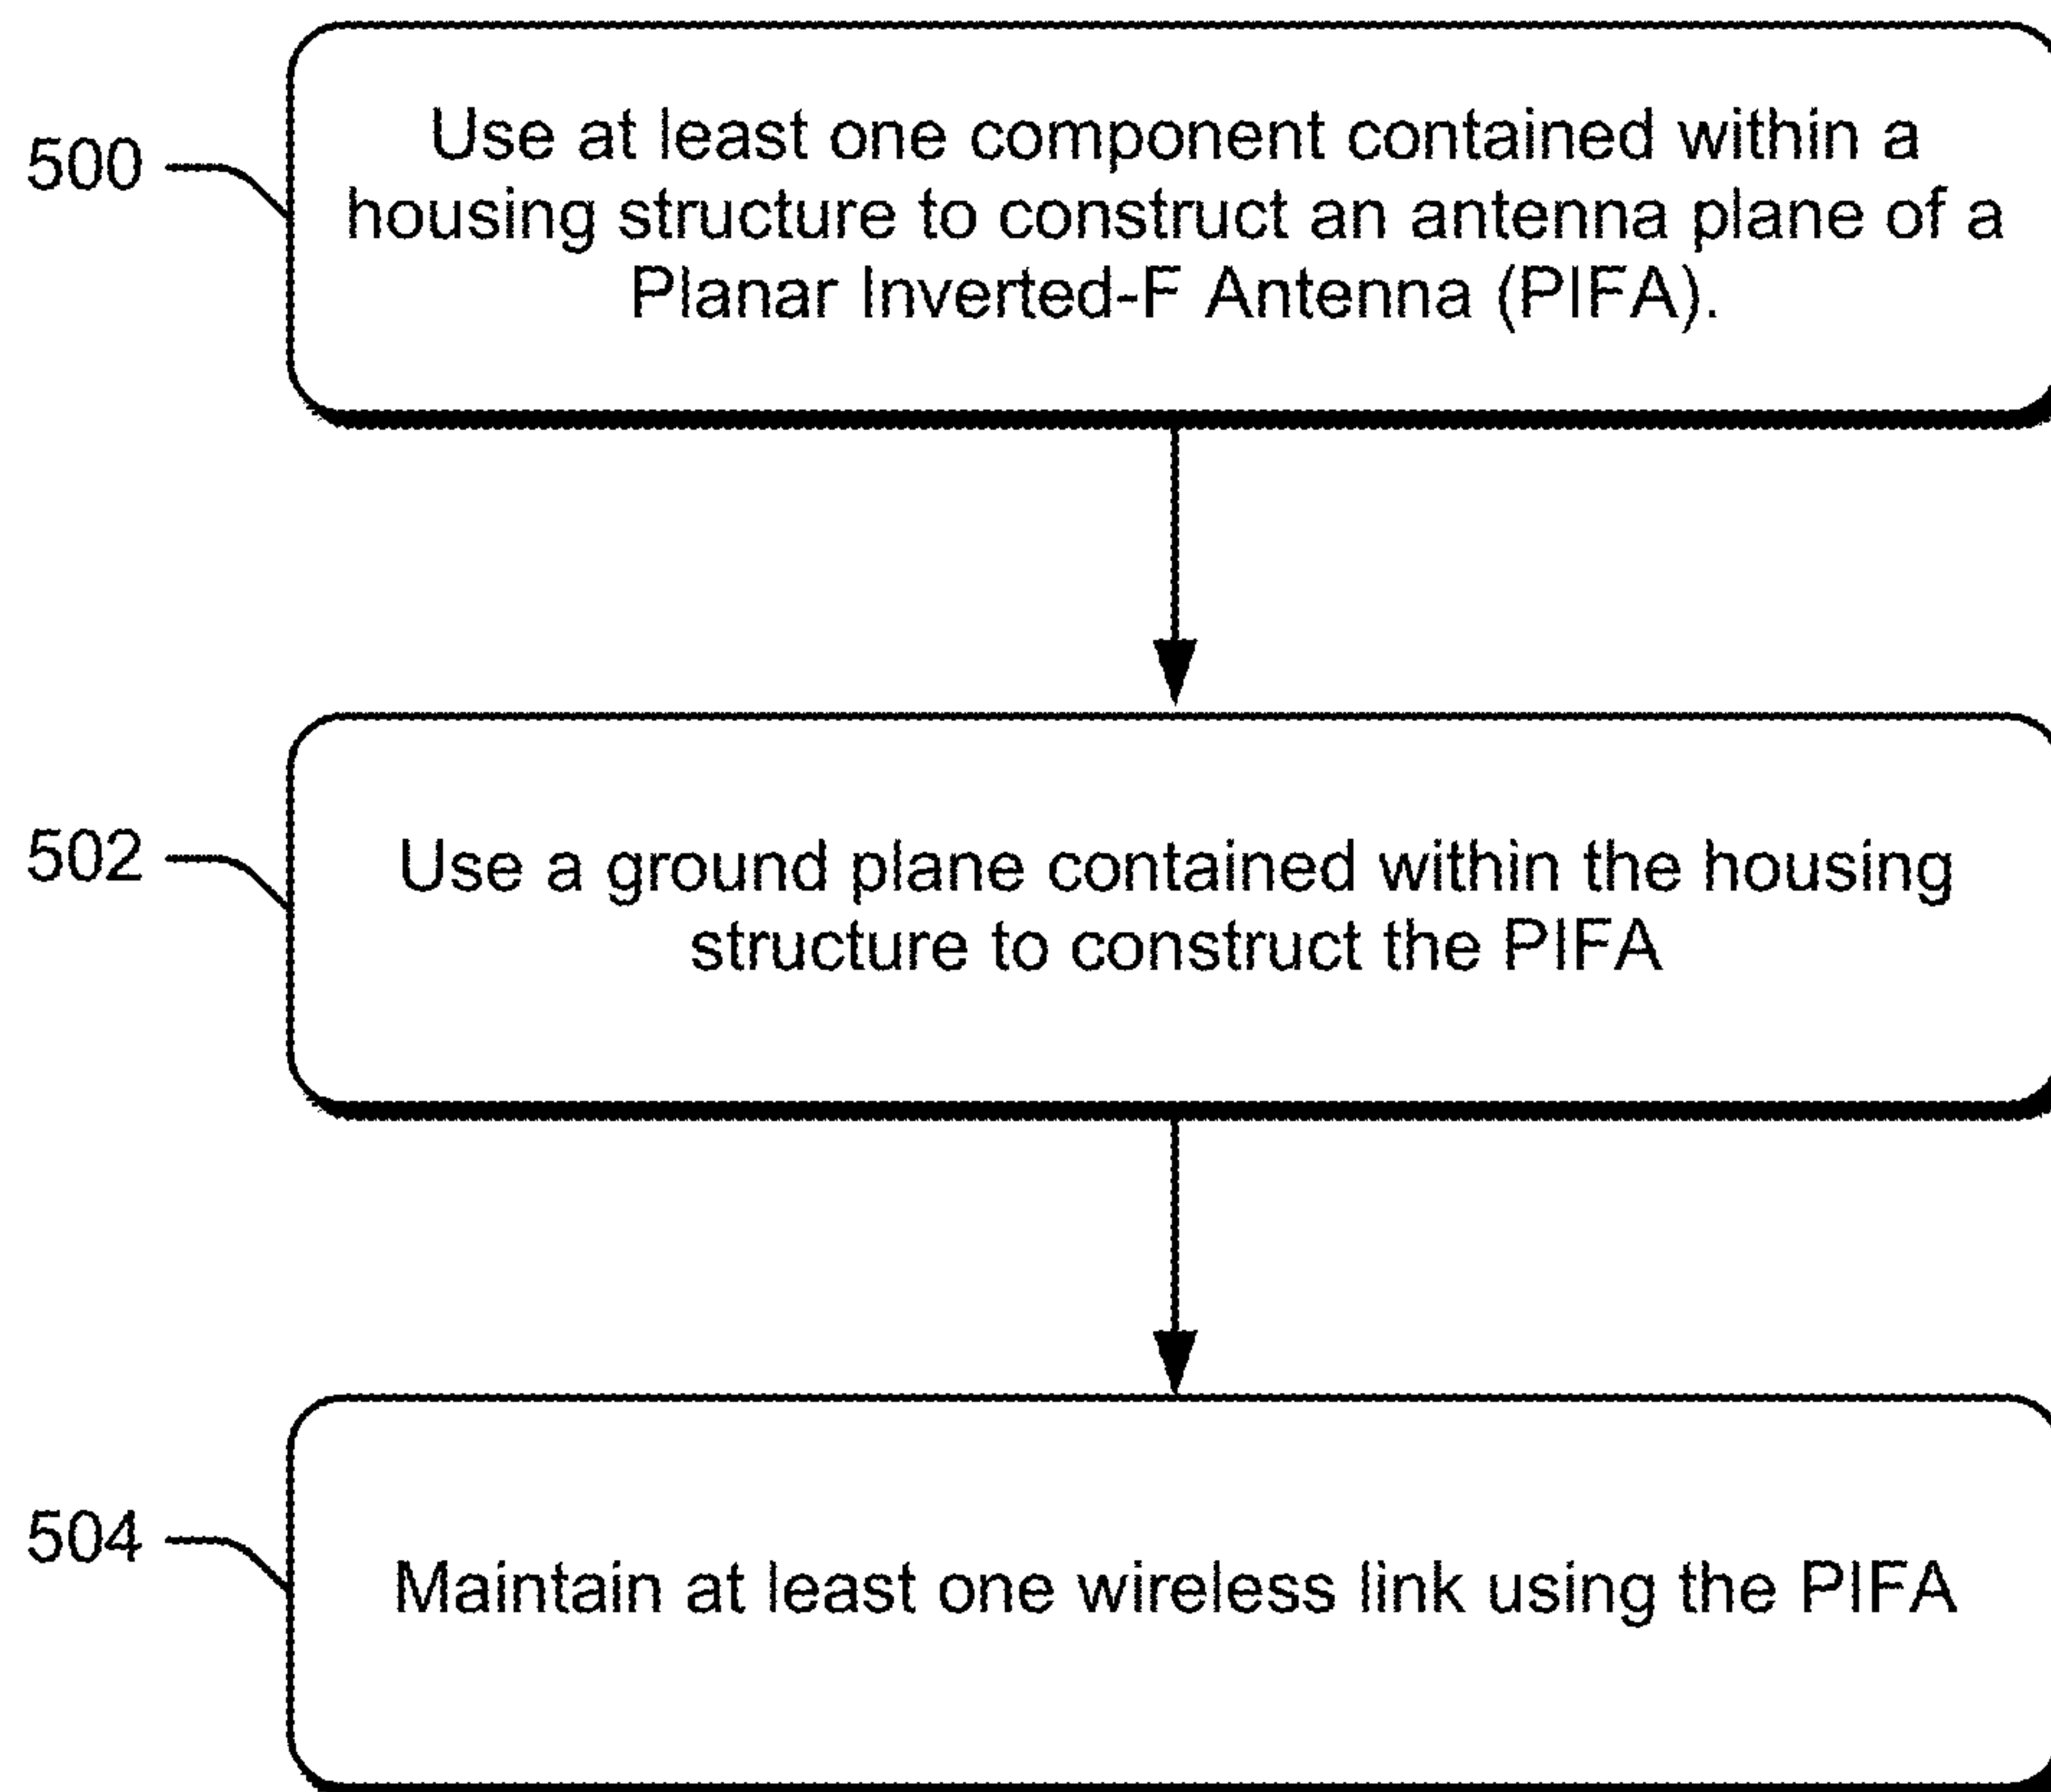 500
Use at least one component contained within a
housing structure to construct an antenna plane of a
Planar Inverted-F Antenna (PIFA).
502
Use a ground plane contained within the housing
structure to construct the PIFA
504
Maintain at least one wireless link using the PIFA